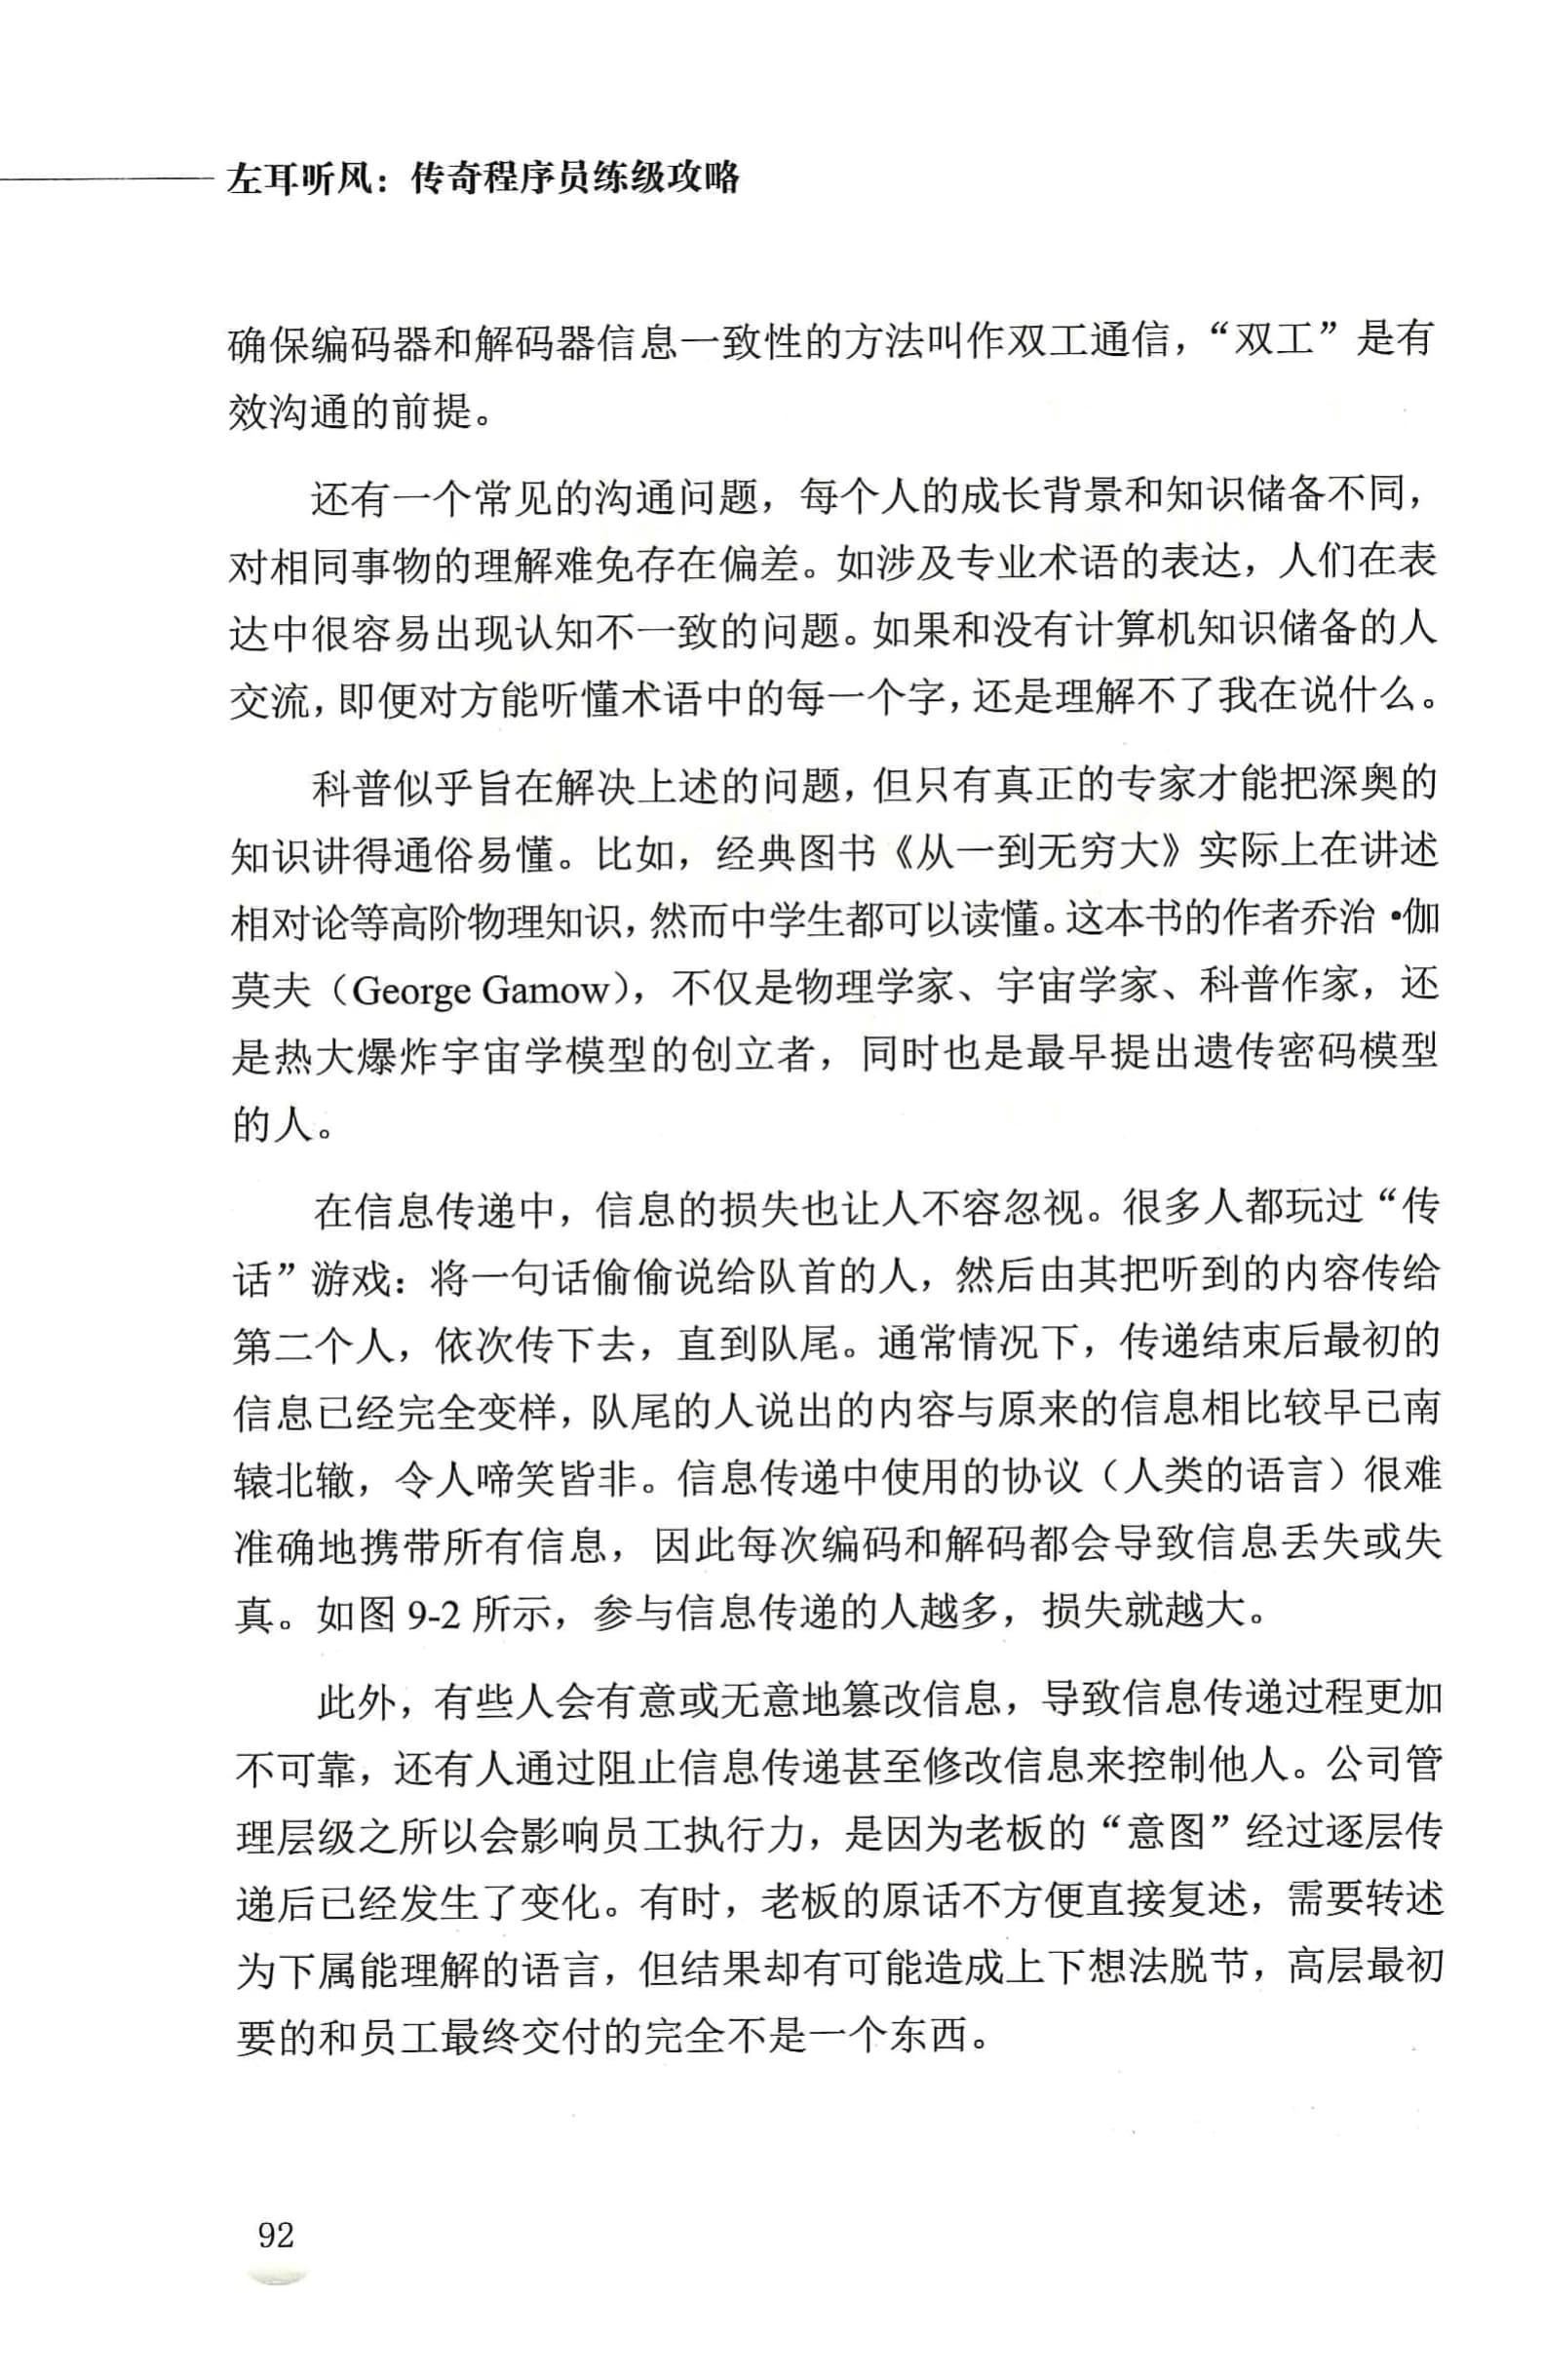 左耳听风：传奇程序员练级攻略
确保编码器和解码器信息一致性的方法叫作双工通信，“双工”是有
效沟通的前提。
还有一个常见的沟通问题，每个人的成长背景和知识储备不同，
对相同事物的理解难免存在偏差。如涉及专业术语的表达，人们在表
达中很容易出现认知不一致的问题。如果和没有计算机知识储备的人
交流，即便对方能听懂术语中的每一个字，还是理解不了我在说什么。
科普似乎旨在解决上述的问题，但只有真正的专家才能把深奥的
知识讲得通俗易懂。比如，经典图书《从一到无穷大》实际上在讲述
相对论等高阶物理知识，然而中学生都可以读懂。这本书的作者乔治·伽
莫夫（George Gamow），不仅是物理学家、宇宙学家、科普作家，还
是热大爆炸宇宙学模型的创立者，同时也是最早提出遗传密码模型
的人。
在信息传递中，信息的损失也让人不容忽视。很多人都玩过“传
话”游戏：将一句话偷偷说给队首的人，然后由其把听到的内容传给
第二个人，依次传下去，直到队尾。通常情况下，传递结束后最初的
信息已经完全变样，队尾的人说出的内容与原来的信息相比较早已南
辕北辙，令人啼笑皆非。信息传递中使用的协议（人类的语言）很难
准确地携带所有信息，因此每次编码和解码都会导致信息丢失或失
真。如图 9-2 所示，参与信息传递的人越多，损失就越大。
此外，有些人会有意或无意地篡改信息，导致信息传递过程更加
不可靠，还有人通过阻止信息传递甚至修改信息来控制他人。公司管
理层级之所以会影响员工执行力，是因为老板的“意图”经过逐层传
递后已经发生了变化。有时，老板的原话不方便直接复述，需要转述
为下属能理解的语言，但结果却有可能造成上下想法脱节，高层最初
要的和员工最终交付的完全不是一个东西。
92